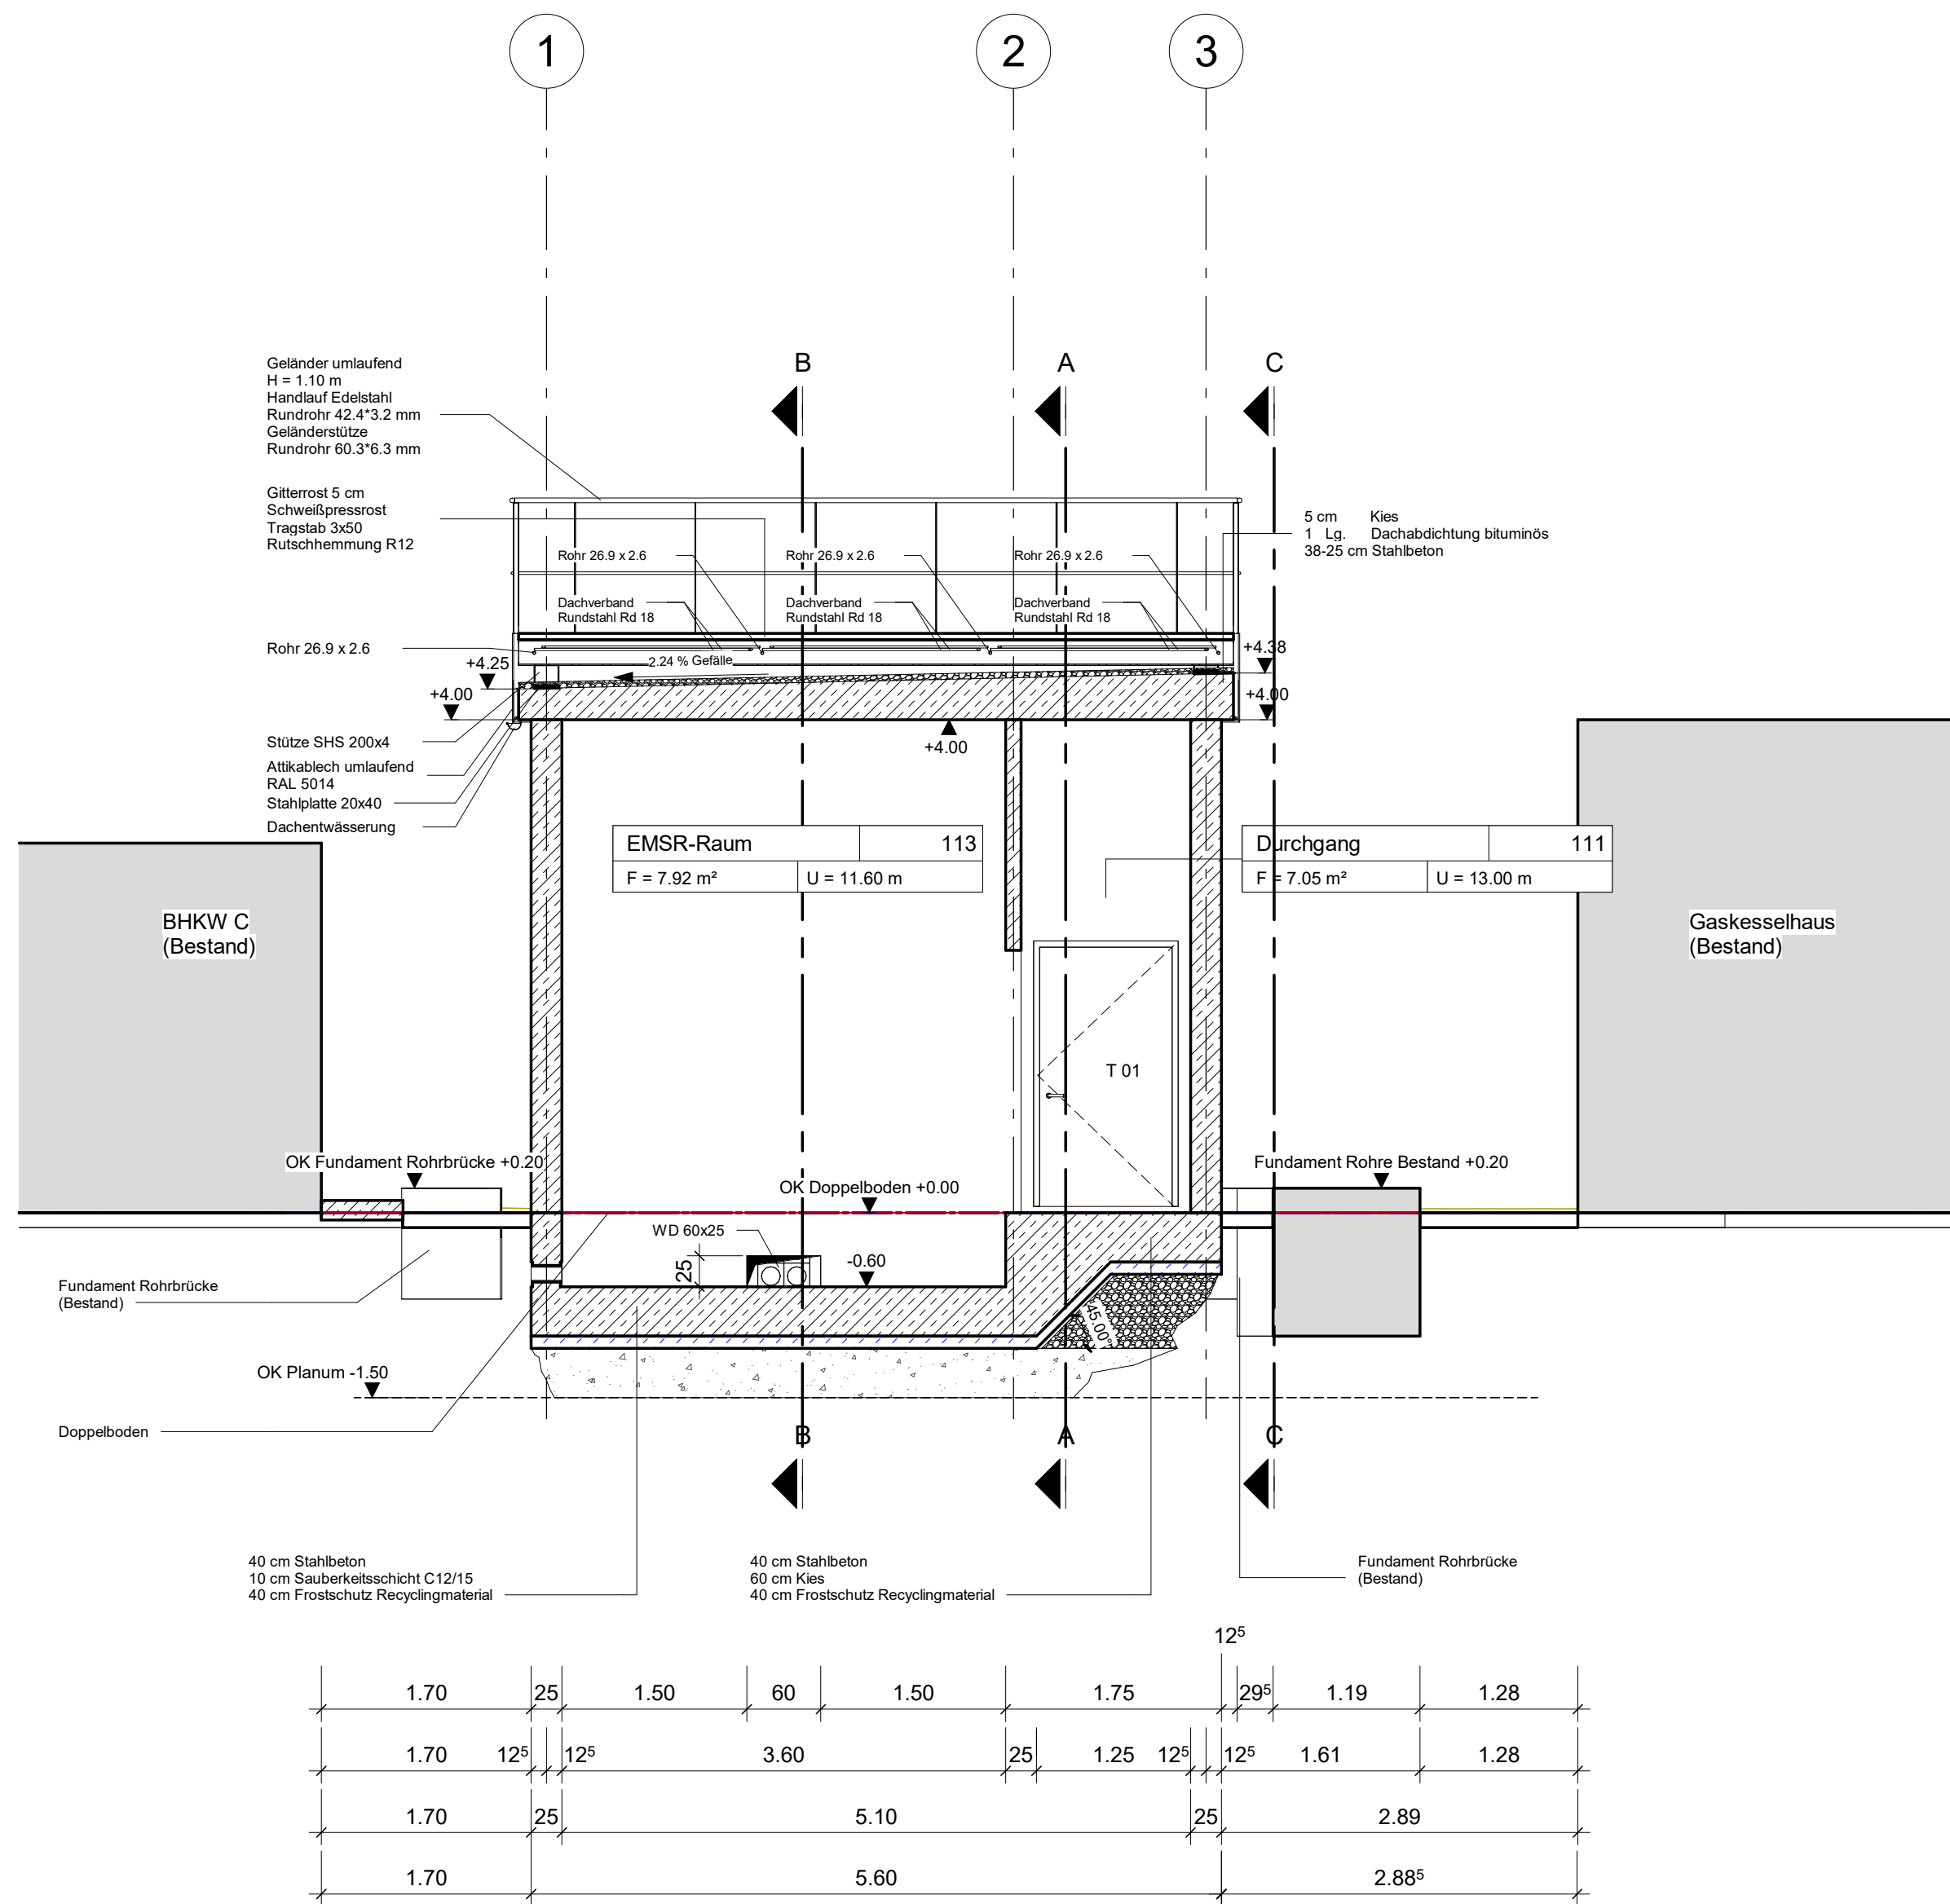 1
2
3
B
A
C
Geländer umlaufend
H = 1.10 m
Handlauf Edelstahl
Rundrohr 42.4*3.2 mm
Geländerstütze
Rundrohr 60.3*6.3 mm
Gitterrost 5 cm
Schweißpressrost
Tragstab 3x50
Rutschhemmung R12
5 cm Kies
1 Lg. Dachabdichtung bituminös
38-25 cm Stahlbeton
Rohr 26.9 x 2.6
Rohr 26.9 x 2.6
Rohr 26.9 x 2.6
Dachverband
Rundstahl Rd 18
Dachverband
Rundstahl Rd 18
Dachverband
Rundstahl Rd 18
Rohr 26.9 x 2.6
+4.25
2.24 % Gefälle
+4.38
+4.00
+4.00
+4.00
Stütze SHS 200x4
Attikablech umlaufend
RAL 5014
Stahlplatte 20x40
Dachentwässerung
EMSR-Raum 113
F = 7.92 m² U = 11.60 m
Durchgang 111
F = 7.05 m² U = 13.00 m
BHKW C
(Bestand)
Gaskesselhaus
(Bestand)
T 01
OK Fundament Rohrbrücke +0.20
Fundament Rohre Bestand +0.20
OK Doppelboden +0.00
WD 60x25
25
-0.60
Fundament Rohrbrücke
(Bestand)
45.00°
OK Planum -1.50
Doppelboden
B
A
C
40 cm Stahlbeton
10 cm Sauberkeitsschicht C12/15
40 cm Frostschutz Recyclingmaterial
40 cm Stahlbeton
60 cm Kies
40 cm Frostschutz Recyclingmaterial
Fundament Rohrbrücke
(Bestand)
12⁵
1.70 25 1.50 60 1.50 1.75 29⁵ 1.19 1.28
1.70 12⁵ 12⁵ 3.60 25 1.25 12⁵ 12⁵ 1.61 1.28
1.70 25 5.10 25 2.89
1.70 5.60 2.88⁵